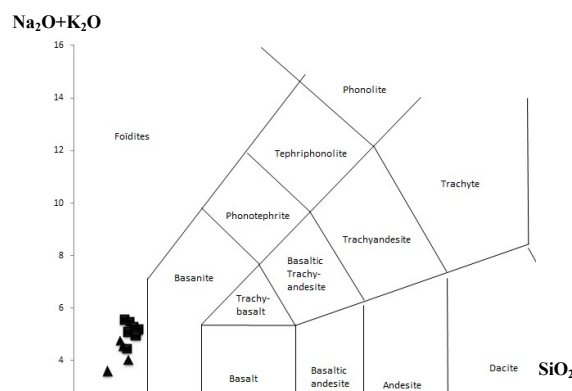 Na₂O+K₂O
16
14
Phonolite
Foïdites
12
Tephriphonolite
Trachyte
10
Phonotephrite
Trachyandesite
8
Basaltic
Trachy-
andesite
Basanite
Trachy-
basalt
6
4
Basalt
Basaltic
andesite
Andesite
Dacite
SiO₂